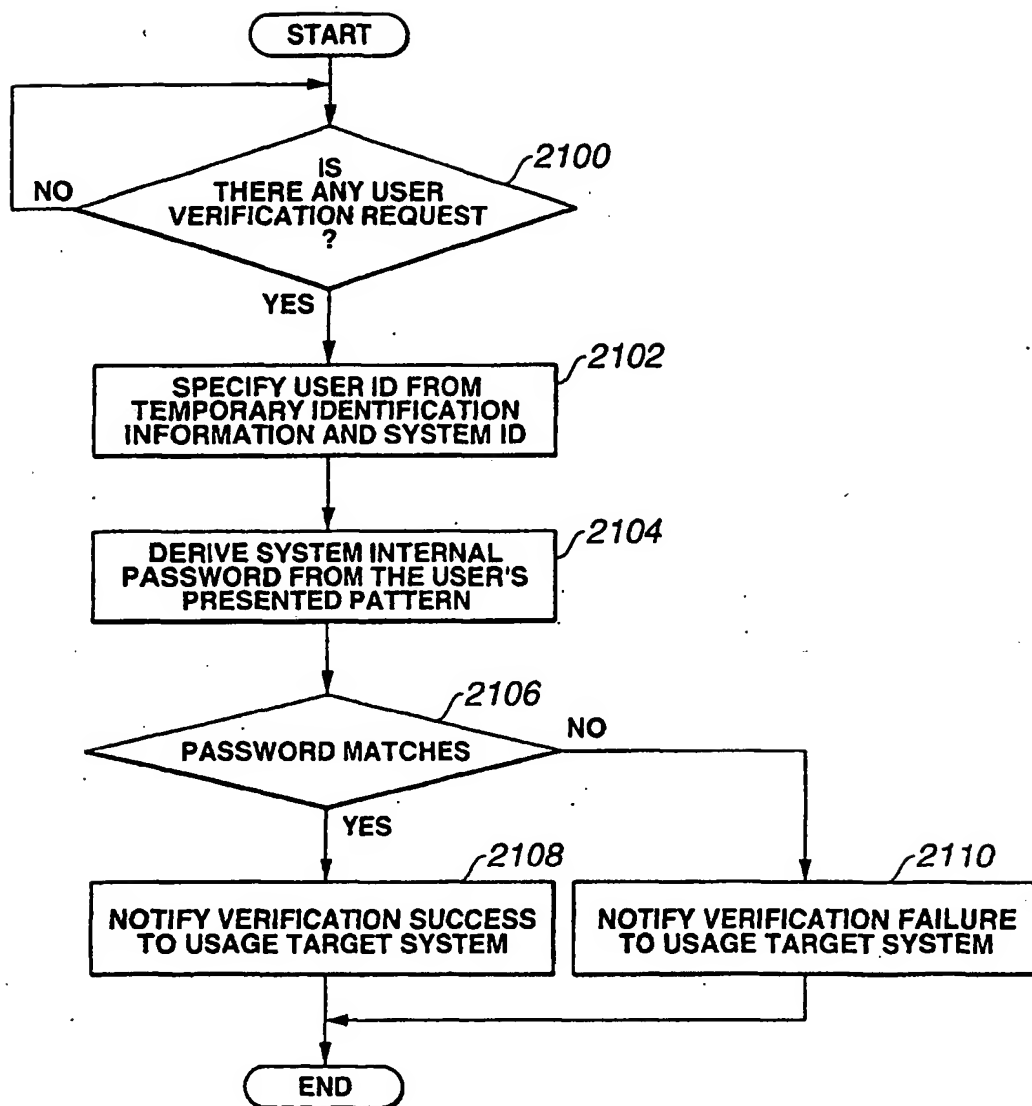 START
IS
THERE ANY USER
VERIFICATION REQUEST
?
2100
NO
YES
2102
SPECIFY USER ID FROM
TEMPORARY IDENTIFICATION
INFORMATION AND SYSTEM ID
2104
DERIVE SYSTEM INTERNAL
PASSWORD FROM THE USER'S
PRESENTED PATTERN
2106
PASSWORD MATCHES
NO
YES
2108
NOTIFY VERIFICATION SUCCESS
TO USAGE TARGET SYSTEM
2110
NOTIFY VERIFICATION FAILURE
TO USAGE TARGET SYSTEM
END